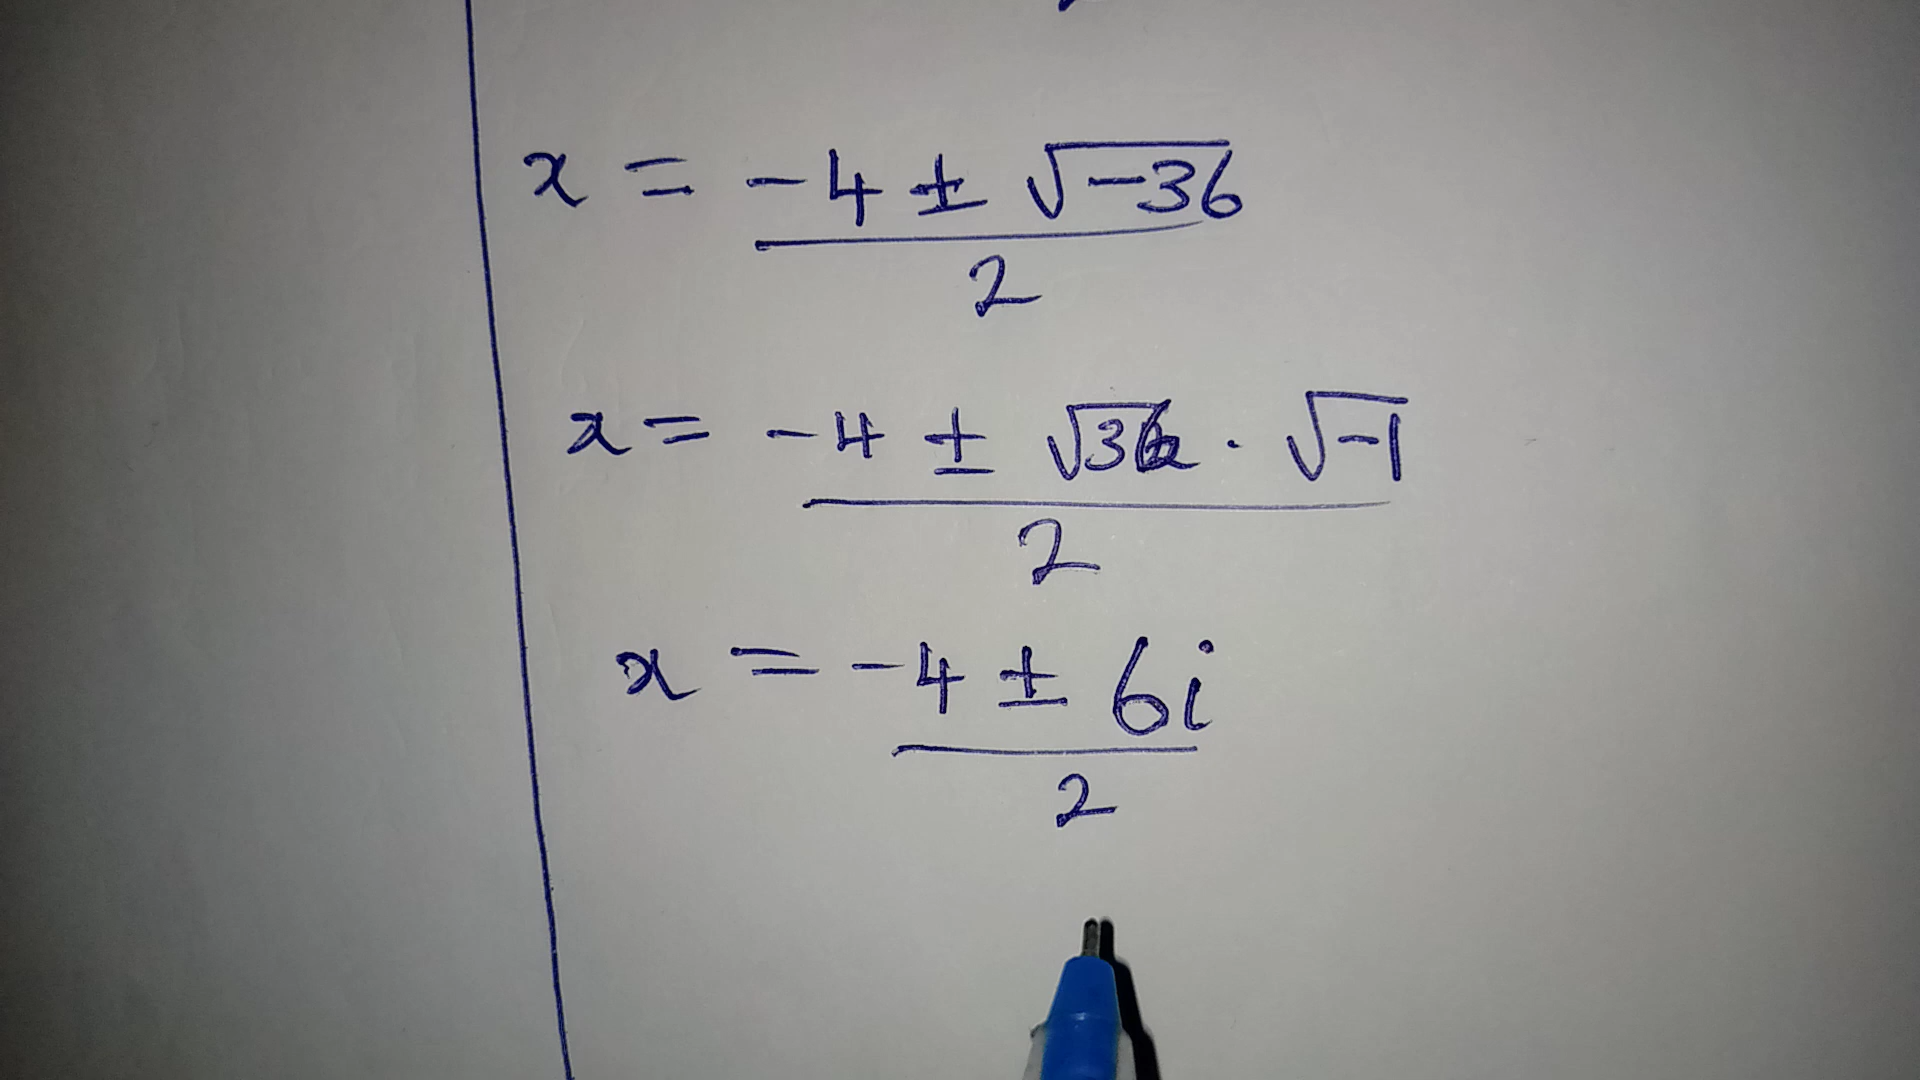 x = -4 ± √-36
2
x = -4 ± √36 · √-1
2
x = -4 ± 6i
2